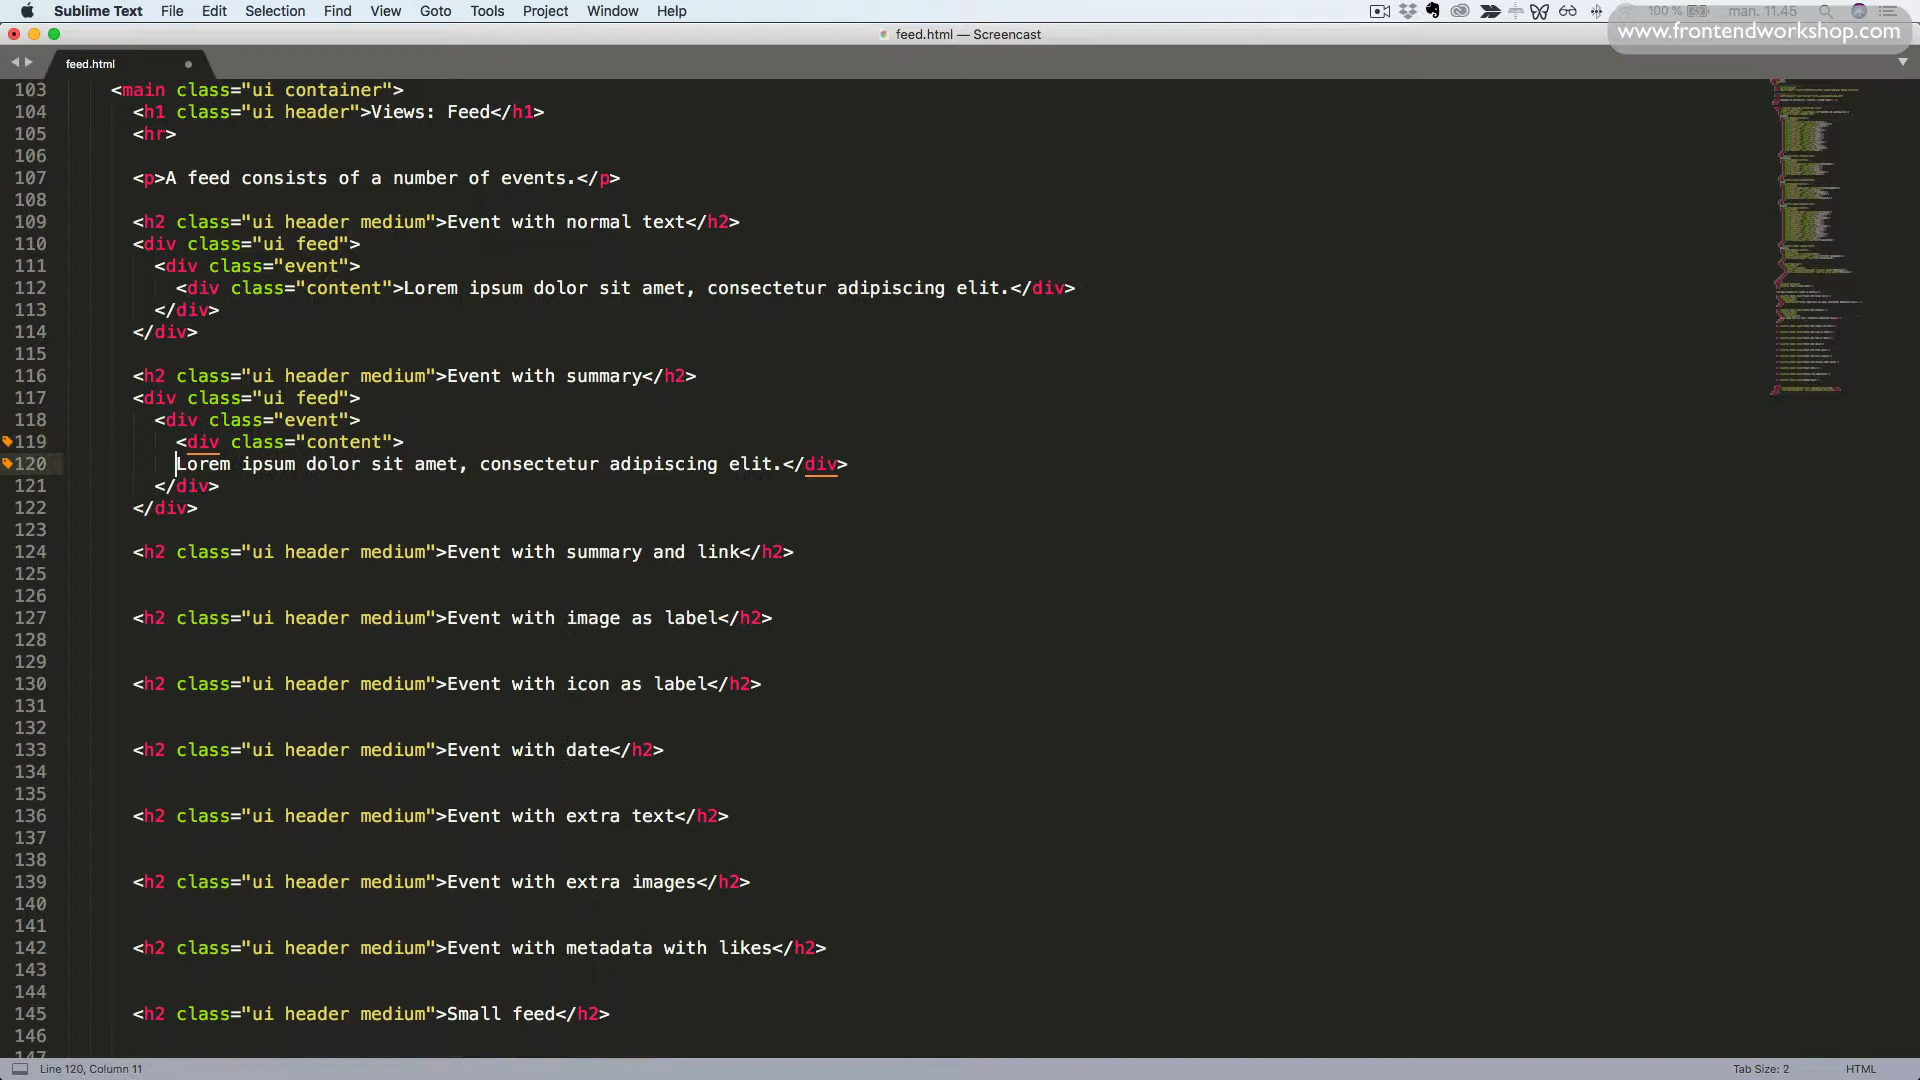 Sublime Text File Edit Selection Find View Goto Tools Project Window Help 100 % man. 11.45
www.frontendworkshop.com
feed.html — Screencast
feed.html
103 <main class="ui container">
104 <h1 class="ui header">Views: Feed</h1>
105 <hr>
106
107 <p>A feed consists of a number of events.</p>
108
109 <h2 class="ui header medium">Event with normal text</h2>
110 <div class="ui feed">
111 <div class="event">
112 <div class="content">Lorem ipsum dolor sit amet, consectetur adipiscing elit.</div>
113 </div>
114 </div>
115
116 <h2 class="ui header medium">Event with summary</h2>
117 <div class="ui feed">
118 <div class="event">
119 <div class="content">
120 Lorem ipsum dolor sit amet, consectetur adipiscing elit.</div>
121 </div>
122 </div>
123
124 <h2 class="ui header medium">Event with summary and link</h2>
125
126
127 <h2 class="ui header medium">Event with image as label</h2>
128
129
130 <h2 class="ui header medium">Event with icon as label</h2>
131
132
133 <h2 class="ui header medium">Event with date</h2>
134
135
136 <h2 class="ui header medium">Event with extra text</h2>
137
138
139 <h2 class="ui header medium">Event with extra images</h2>
140
141
142 <h2 class="ui header medium">Event with metadata with likes</h2>
143
144
145 <h2 class="ui header medium">Small feed</h2>
146
147
Line 120, Column 11 Tab Size: 2 HTML